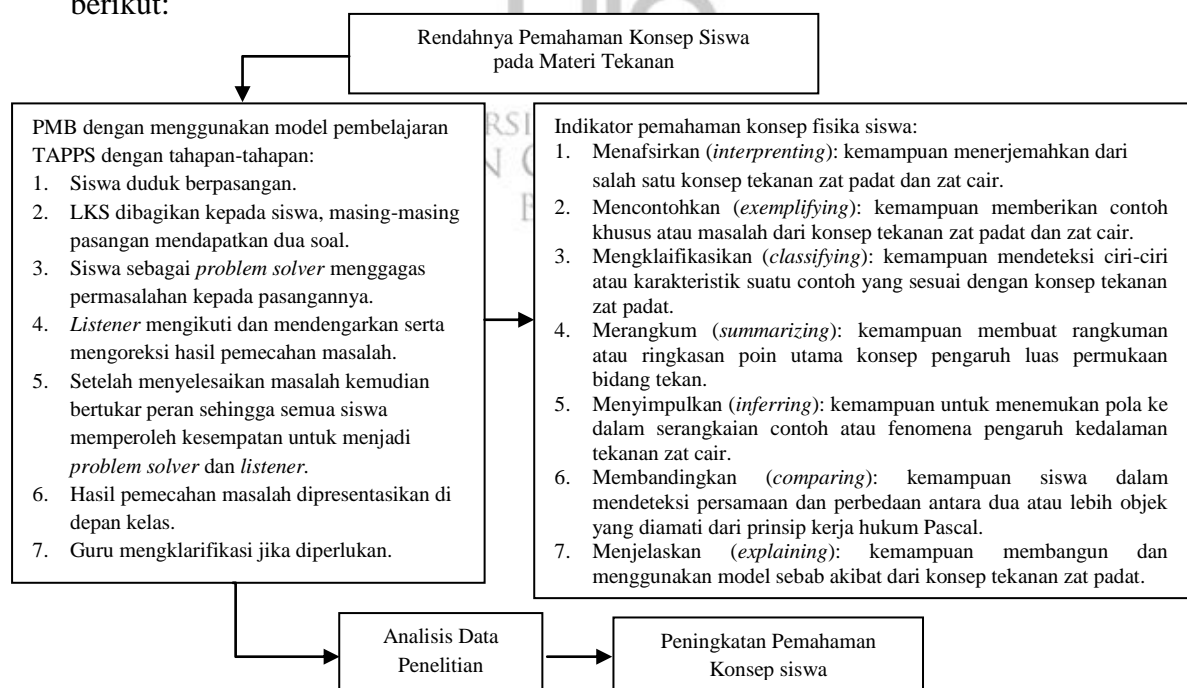 berikut:
Rendahnya Pemahaman Konsep Siswa
pada Materi Tekanan
PMB dengan menggunakan model pembelajaran
TAPPS dengan tahapan-tahapan:
1. Siswa duduk berpasangan.
2. LKS dibagikan kepada siswa, masing-masing
pasangan mendapatkan dua soal.
3. Siswa sebagai problem solver menggagas
permasalahan kepada pasangannya.
4. Listener mengikuti dan mendengarkan serta
mengoreksi hasil pemecahan masalah.
5. Setelah menyelesaikan masalah kemudian
bertukar peran sehingga semua siswa
memperoleh kesempatan untuk menjadi
problem solver dan listener.
6. Hasil pemecahan masalah dipresentasikan di
depan kelas.
7. Guru mengklarifikasi jika diperlukan.
Indikator pemahaman konsep fisika siswa:
1. Menafsirkan (interprenting): kemampuan menerjemahkan dari
salah satu konsep tekanan zat padat dan zat cair.
2. Mencontohkan (exemplifying): kemampuan memberikan contoh
khusus atau masalah dari konsep tekanan zat padat dan zat cair.
3. Mengklaifikasikan (classifying): kemampuan mendeteksi ciri-ciri
atau karakteristik suatu contoh yang sesuai dengan konsep tekanan
zat padat.
4. Merangkum (summarizing): kemampuan membuat rangkuman
atau ringkasan poin utama konsep pengaruh luas permukaan
bidang tekan.
5. Menyimpulkan (inferring): kemampuan untuk menemukan pola ke
dalam serangkaian contoh atau fenomena pengaruh kedalaman
tekanan zat cair.
6. Membandingkan (comparing): kemampuan siswa dalam
mendeteksi persamaan dan perbedaan antara dua atau lebih objek
yang diamati dari prinsip kerja hukum Pascal.
7. Menjelaskan (explaining): kemampuan membangun dan
menggunakan model sebab akibat dari konsep tekanan zat padat.
Analisis Data
Penelitian
Peningkatan Pemahaman
Konsep siswa